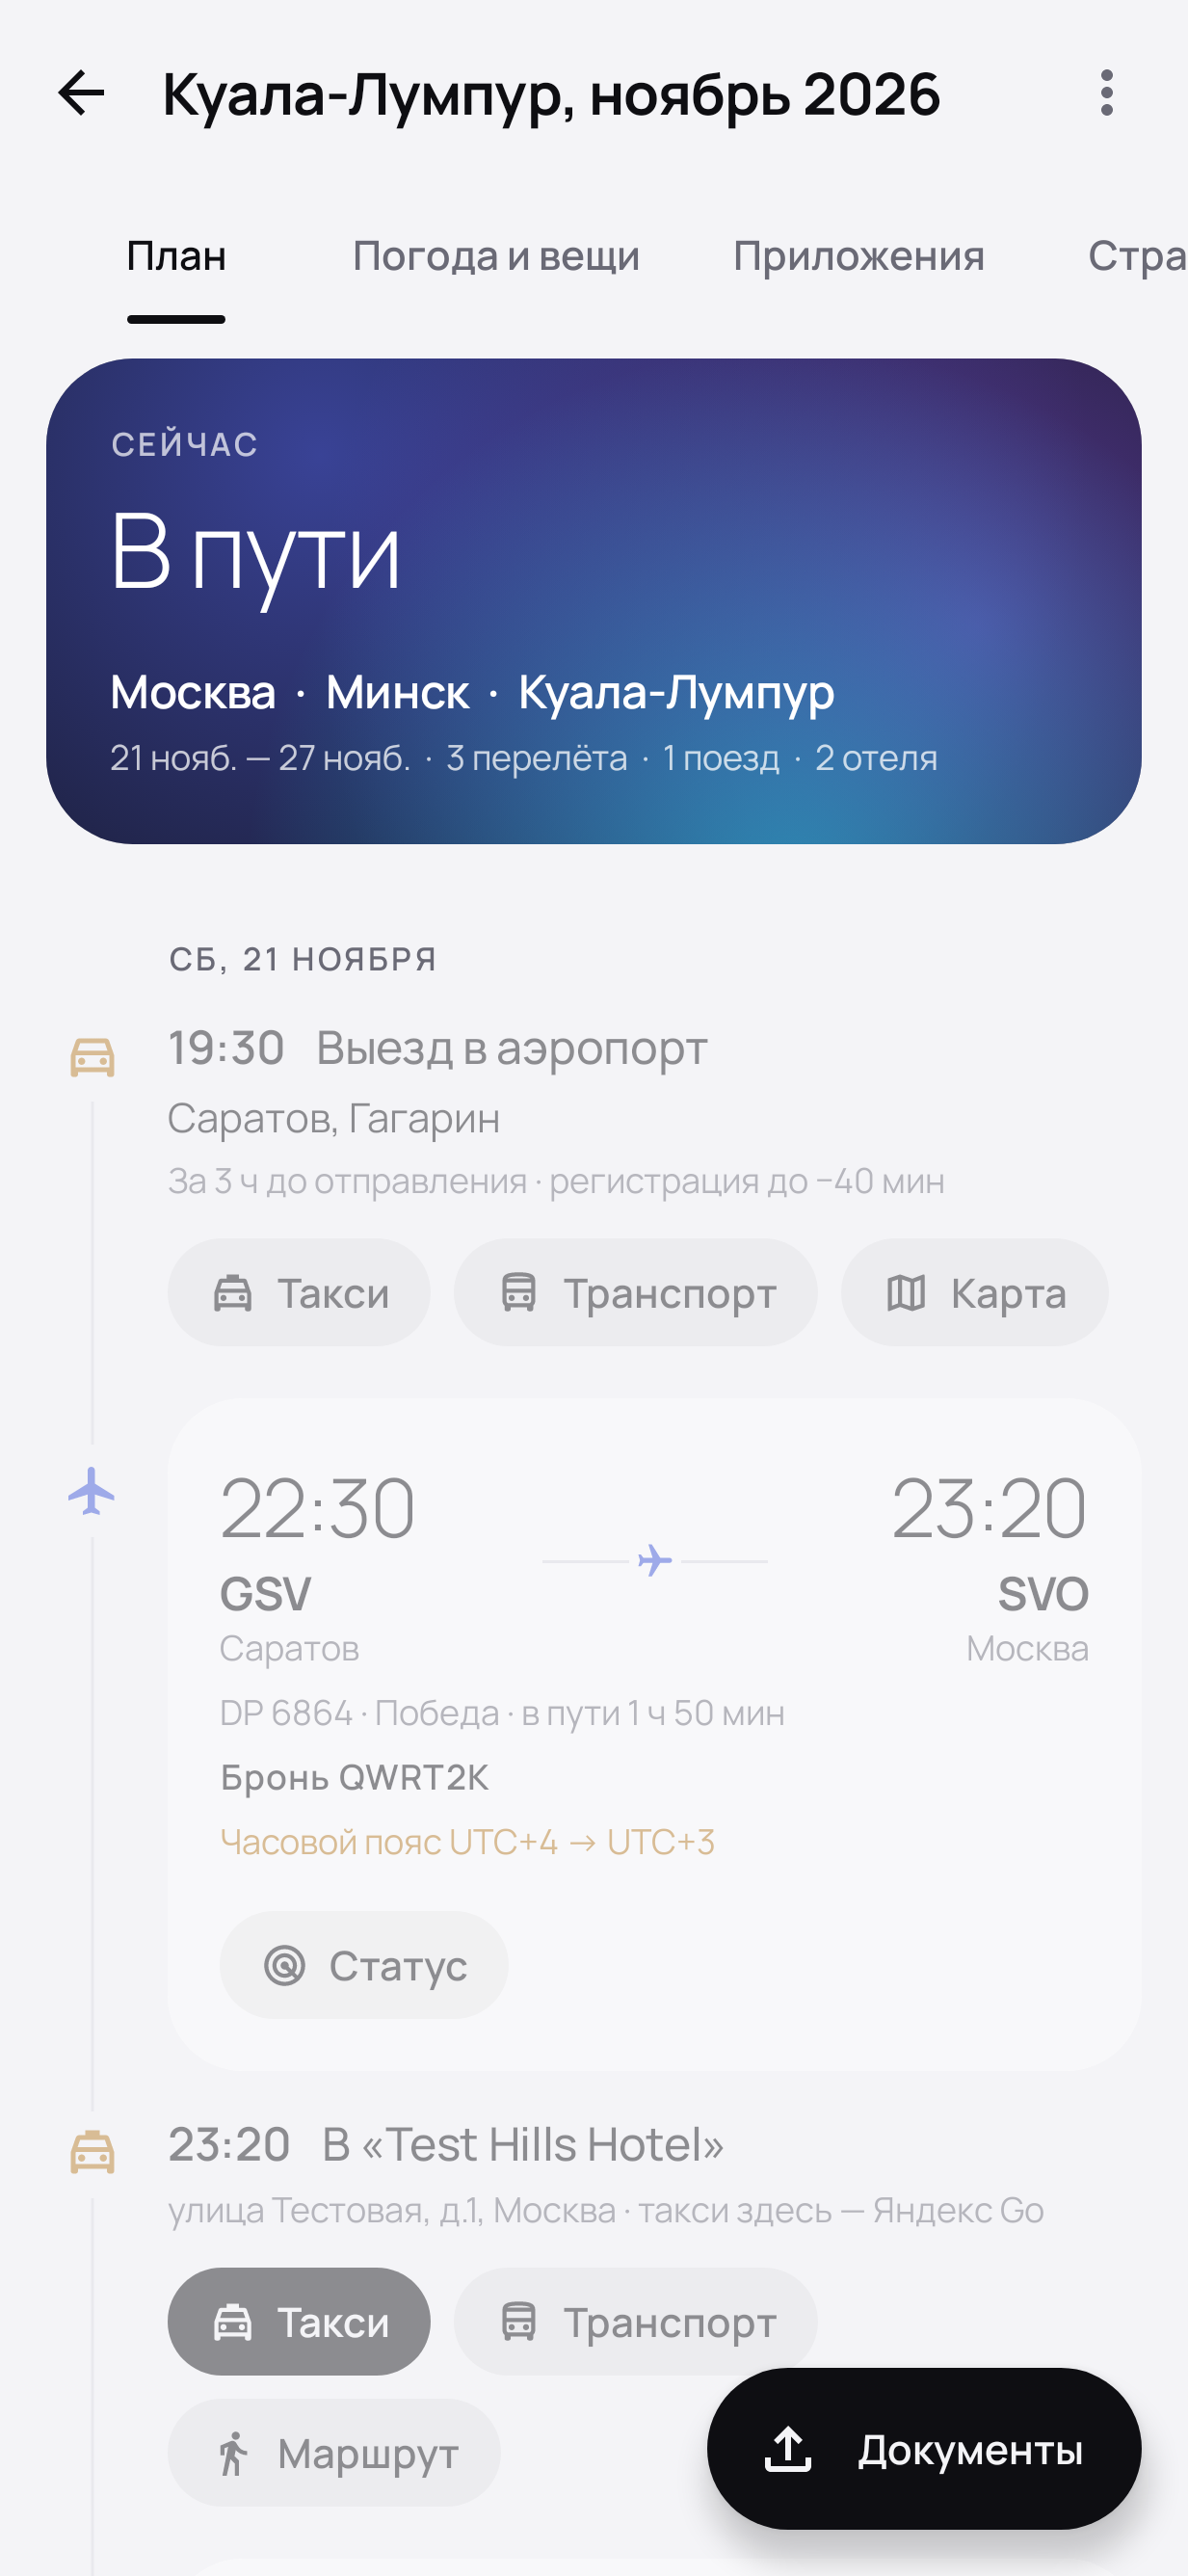 Куала-Лумпур, ноябрь 2026
План Погода и вещи Приложения Стра
СЕЙЧАС
В пути
Москва · Минск · Куала-Лумпур
21 нояб. — 27 нояб. · 3 перелёта · 1 поезд · 2 отеля
СБ, 21 НОЯБРЯ
19:30 Выезд в аэропорт
Саратов, Гагарин
За 3 ч до отправления · регистрация до −40 мин
Такси Транспорт Карта
22:30 23:20
GSV SVO
Саратов Москва
DP 6864 · Победа · в пути 1 ч 50 мин
Бронь QWRT2K
Часовой пояс UTC+4 → UTC+3
Статус
23:20 В «Test Hills Hotel»
улица Тестовая, д.1, Москва · такси здесь — Яндекс Go
Такси Транспорт
Маршрут
Документы